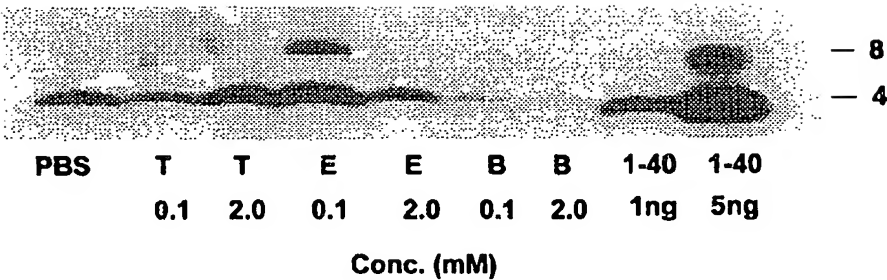 — 8
— 4
PBS T T E E B B 1-40 1-40
0.1 2.0 0.1 2.0 0.1 2.0 1ng 5ng
Conc. (mM)